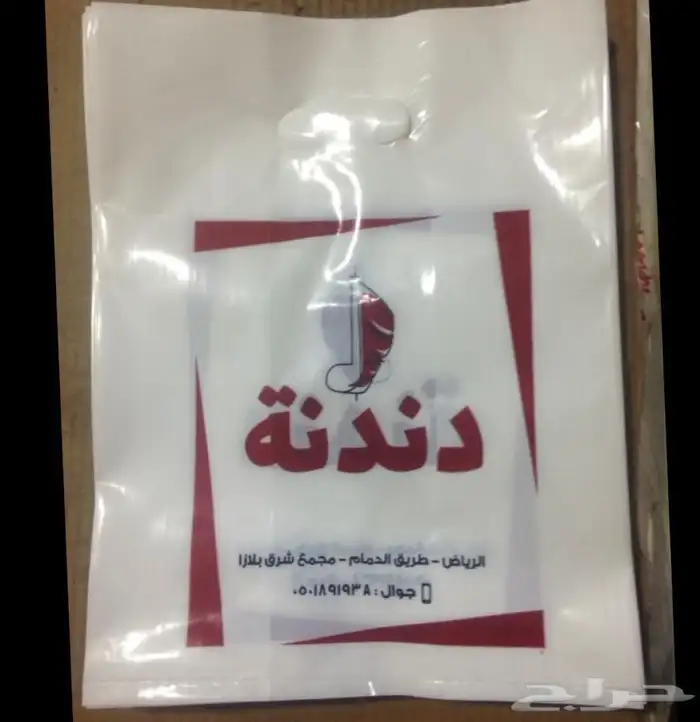 دندنة
الرياض - طريق الدمام - مجمع شرق بلازا
جوال : ٠٥٠١٨٩١٩٣٨
حراج